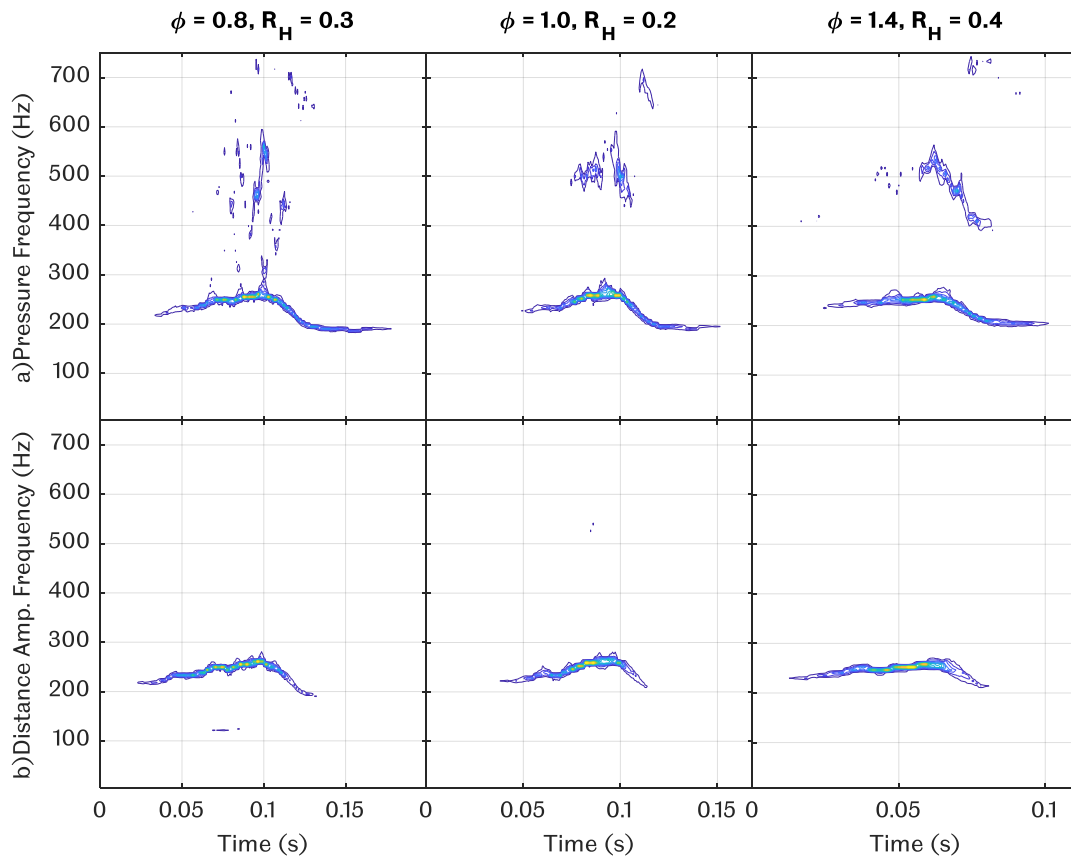 ϕ = 0.8, R_H = 0.3
ϕ = 1.0, R_H = 0.2
ϕ = 1.4, R_H = 0.4
a)Pressure Frequency (Hz)
700
600
500
400
300
200
100
b)Distance Amp. Frequency (Hz)
700
600
500
400
300
200
100
0 0.05 0.1 0.15
0 0.05 0.1 0.15
0 0.05 0.1
Time (s)
Time (s)
Time (s)